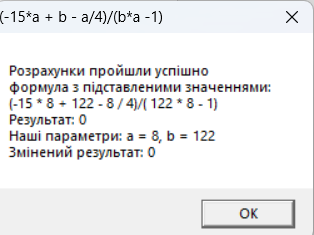 (-15*a + b - a/4)/(b*a -1)
Розрахунки пройшли успішно
формула з підставленими значеннями:
(-15 * 8 + 122 - 8 / 4)/( 122 * 8 - 1)
Результат: 0
Наші параметри: a = 8, b = 122
Змінений результат: 0
OK